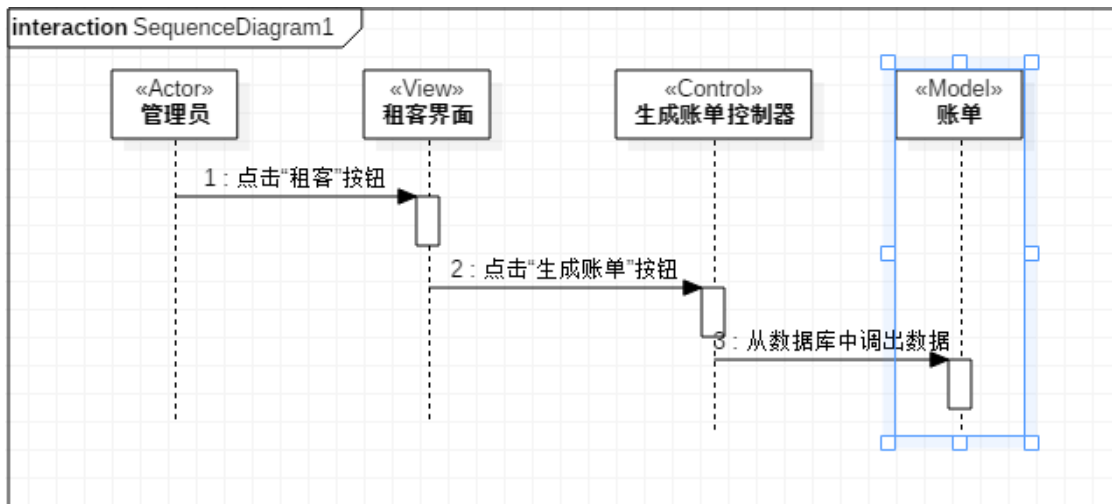 interaction SequenceDiagram1
«Actor»
管理员
«View»
租客界面
«Control»
生成账单控制器
«Model»
账单
1 : 点击“租客”按钮
2 : 点击“生成账单”按钮
3 : 从数据库中调出数据